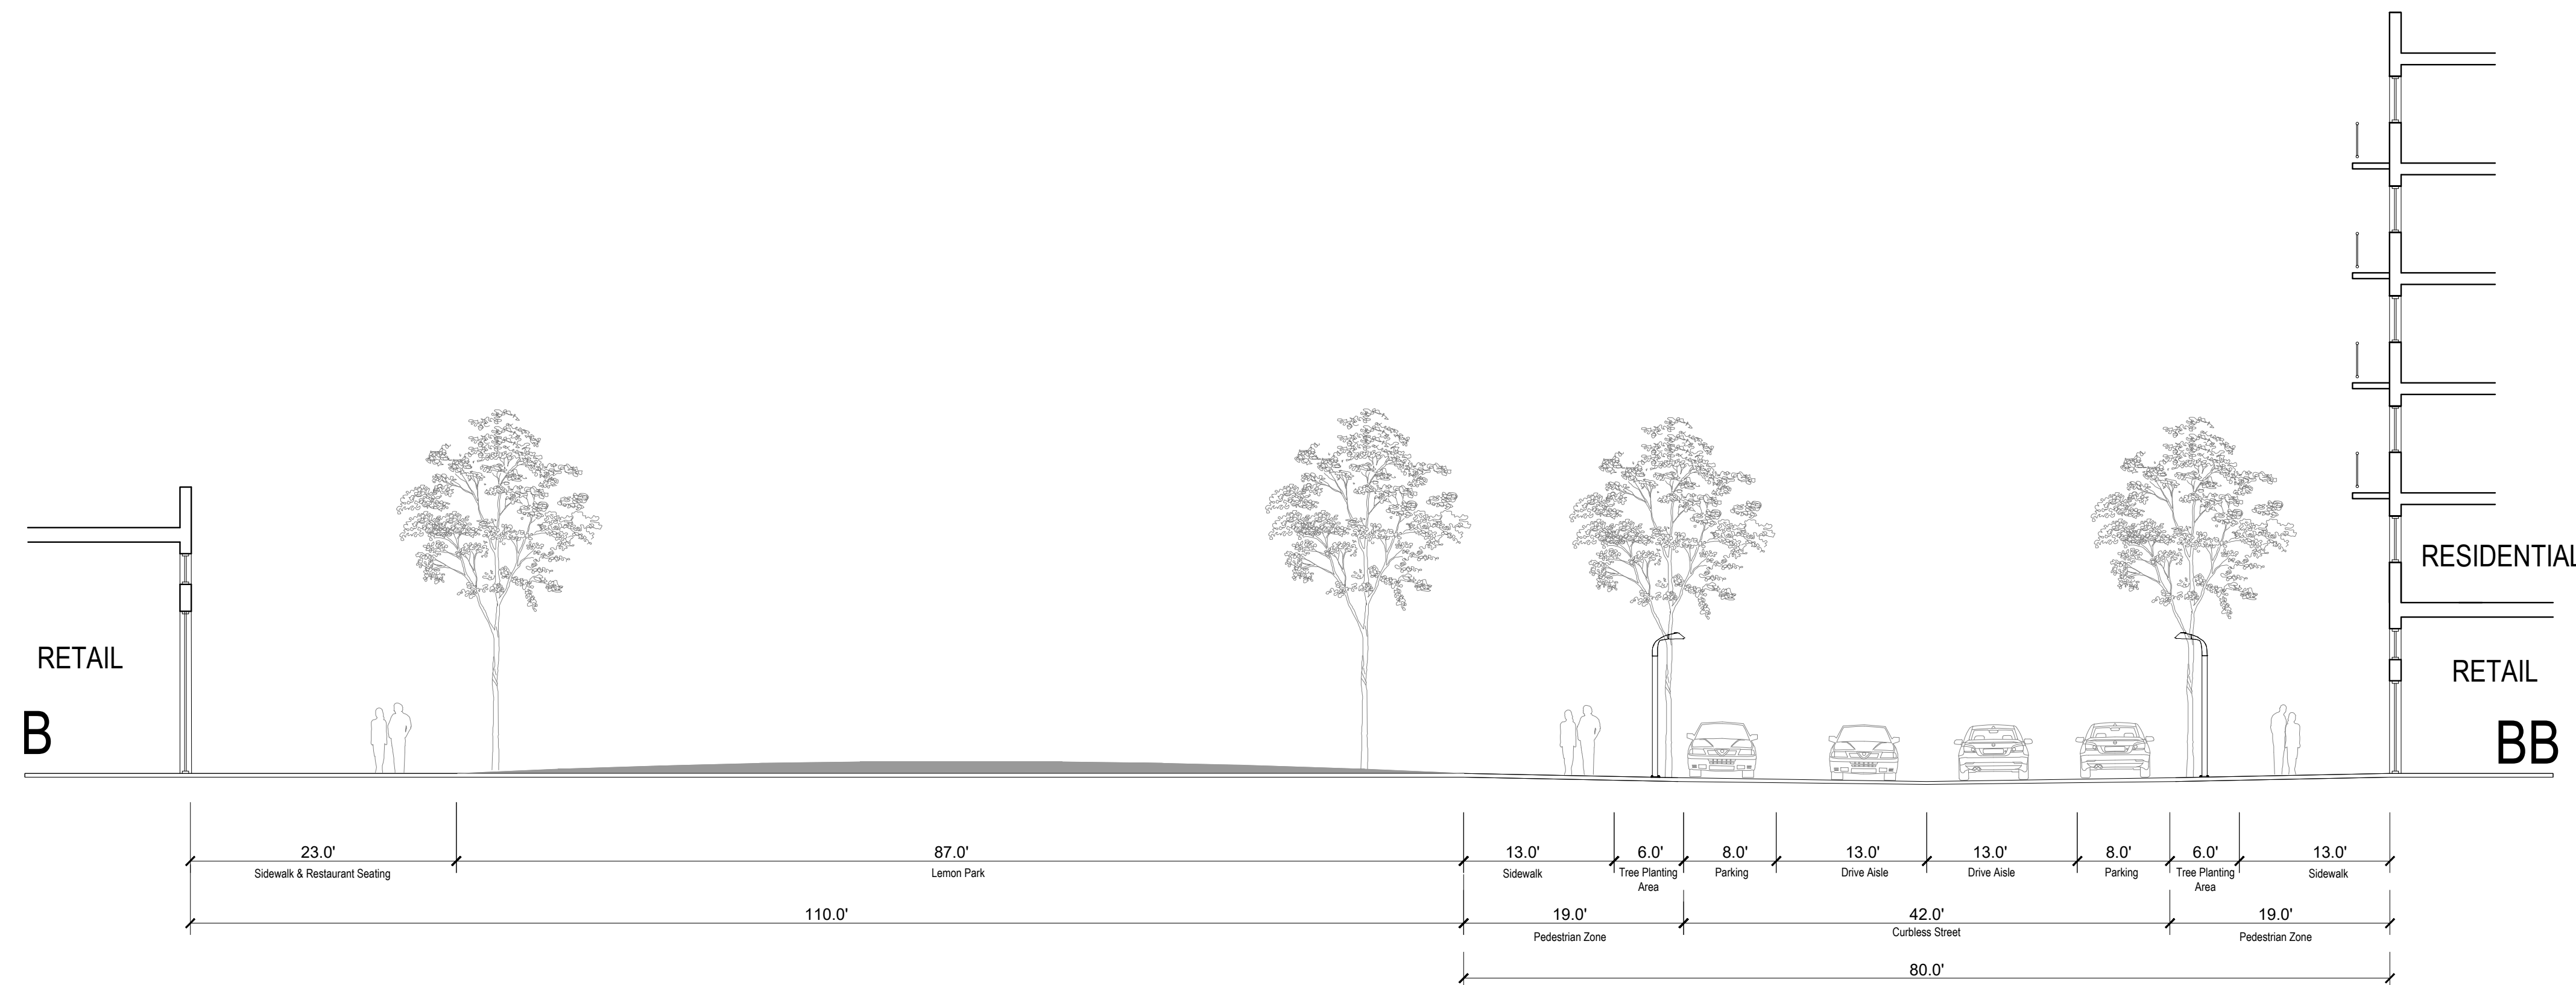 RESIDENTIAL
RETAIL
RETAIL
B
BB
23.0' 87.0' 13.0' 6.0' 8.0' 13.0' 13.0' 8.0' 6.0' 13.0'
Sidewalk & Restaurant Seating Lemon Park Sidewalk Tree Planting Parking Drive Aisle Drive Aisle Parking Tree Planting Sidewalk
Area Area
110.0' 19.0' 42.0' 19.0'
Pedestrian Zone Curbless Street Pedestrian Zone
80.0'